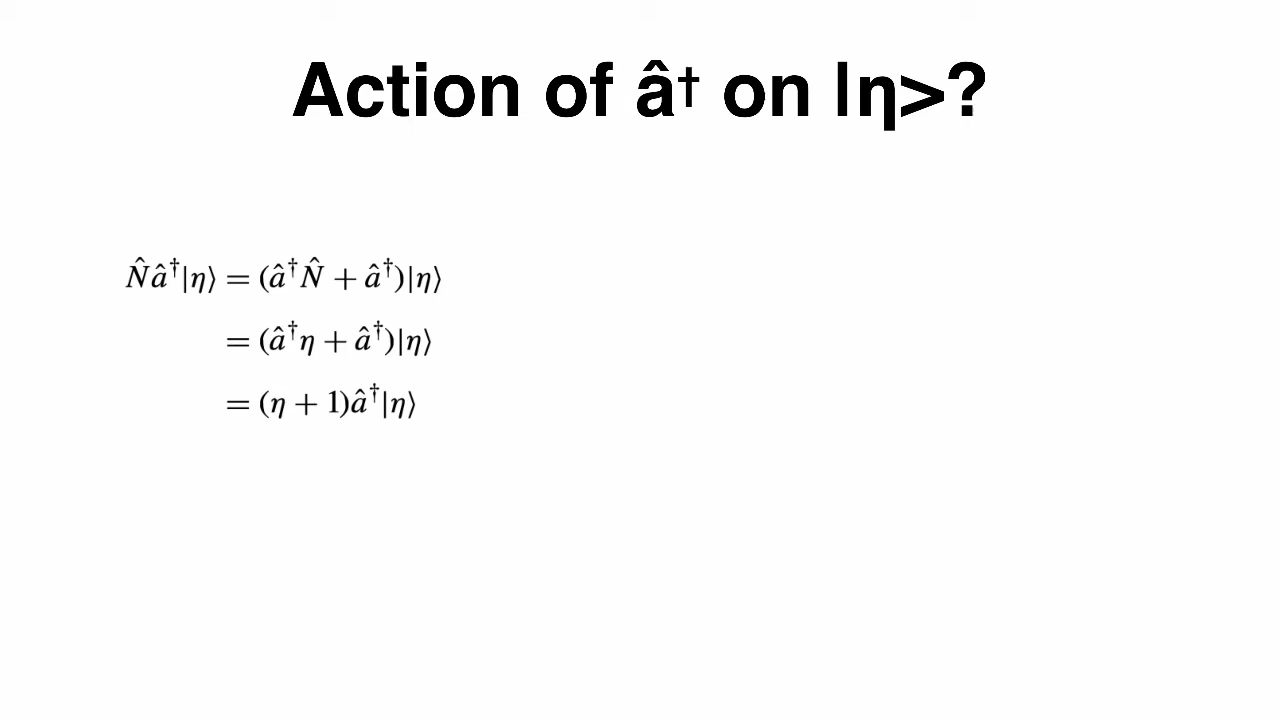 Action of â† on |η>?
N̂â†|η⟩ = (â†N̂ + â†)|η⟩
= (â†η + â†)|η⟩
= (η + 1)â†|η⟩